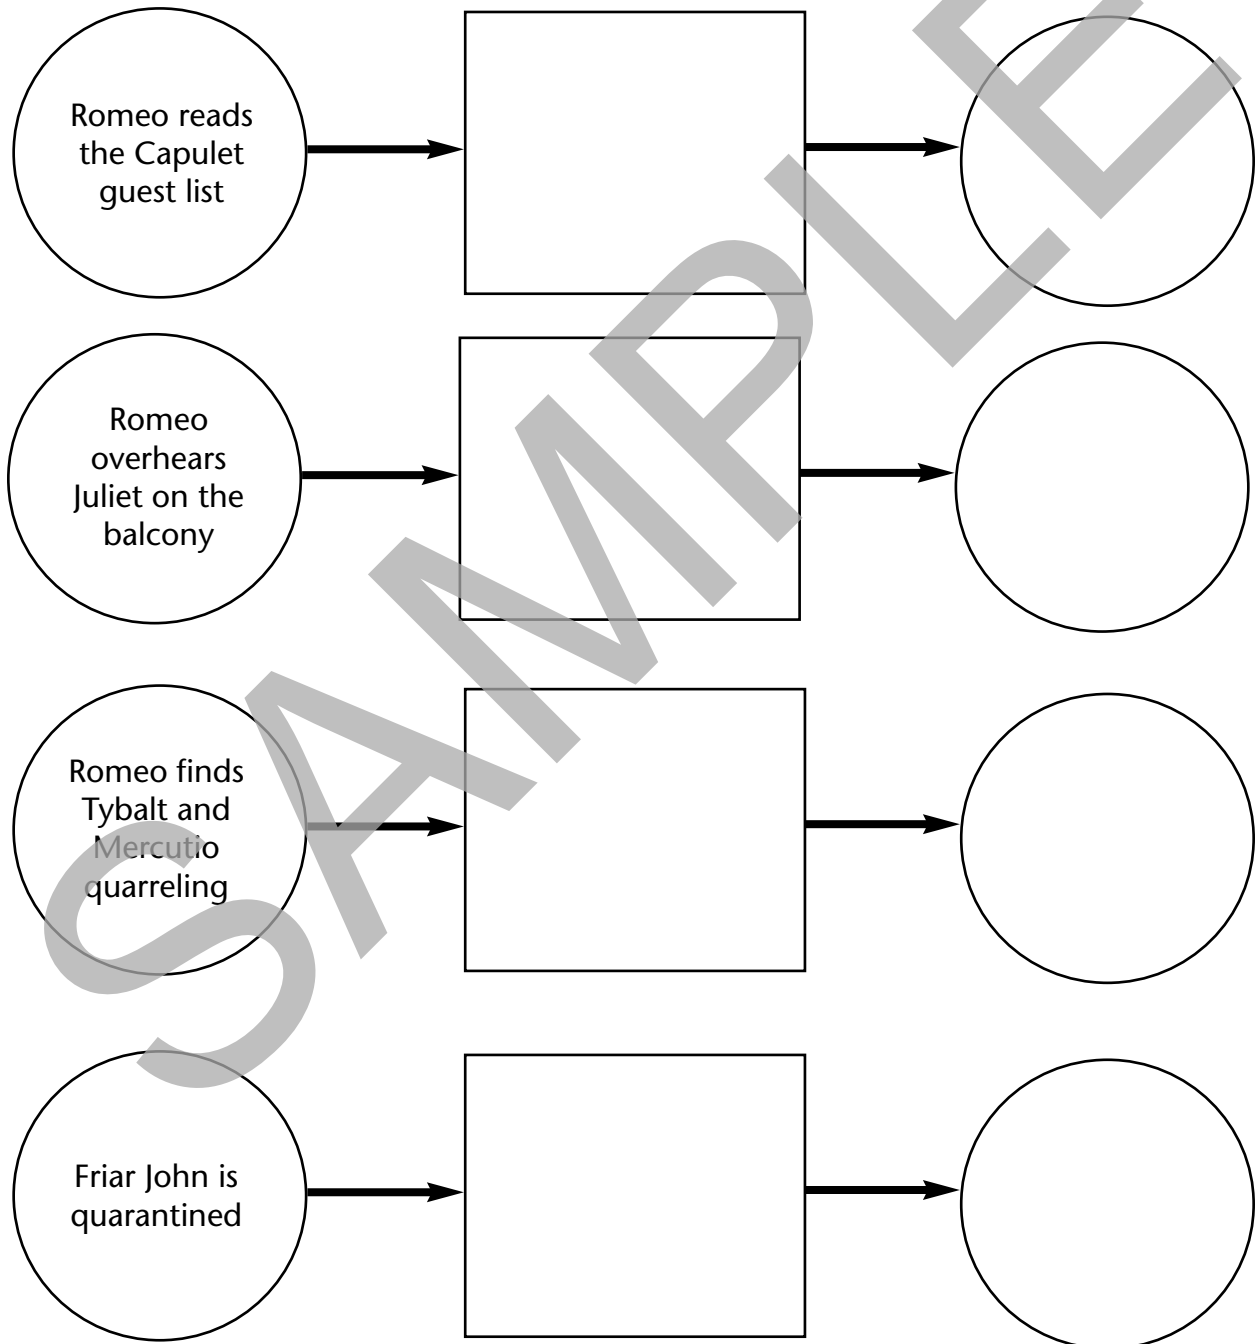 Romeo reads
the Capulet
guest list
Romeo
overhears
Juliet on the
balcony
Romeo finds
Tybalt and
Mercutio
quarreling
Friar John is
quarantined
SAMPLE